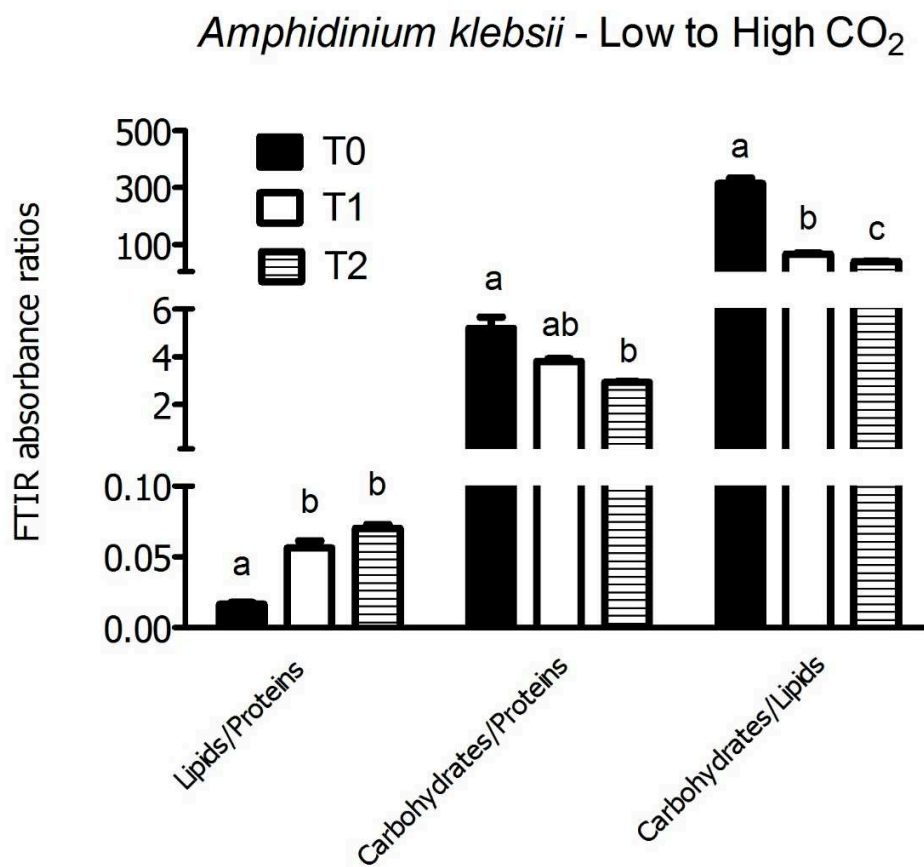 Amphidinium klebsii - Low to High CO₂
FTIR absorbance ratios
500
300
100
6
4
2
0.10
0.05
0.00
T0
T1
T2
a
b
b
a
ab
b
a
b
c
Lipids/Proteins
Carbohydrates/Proteins
Carbohydrates/Lipids